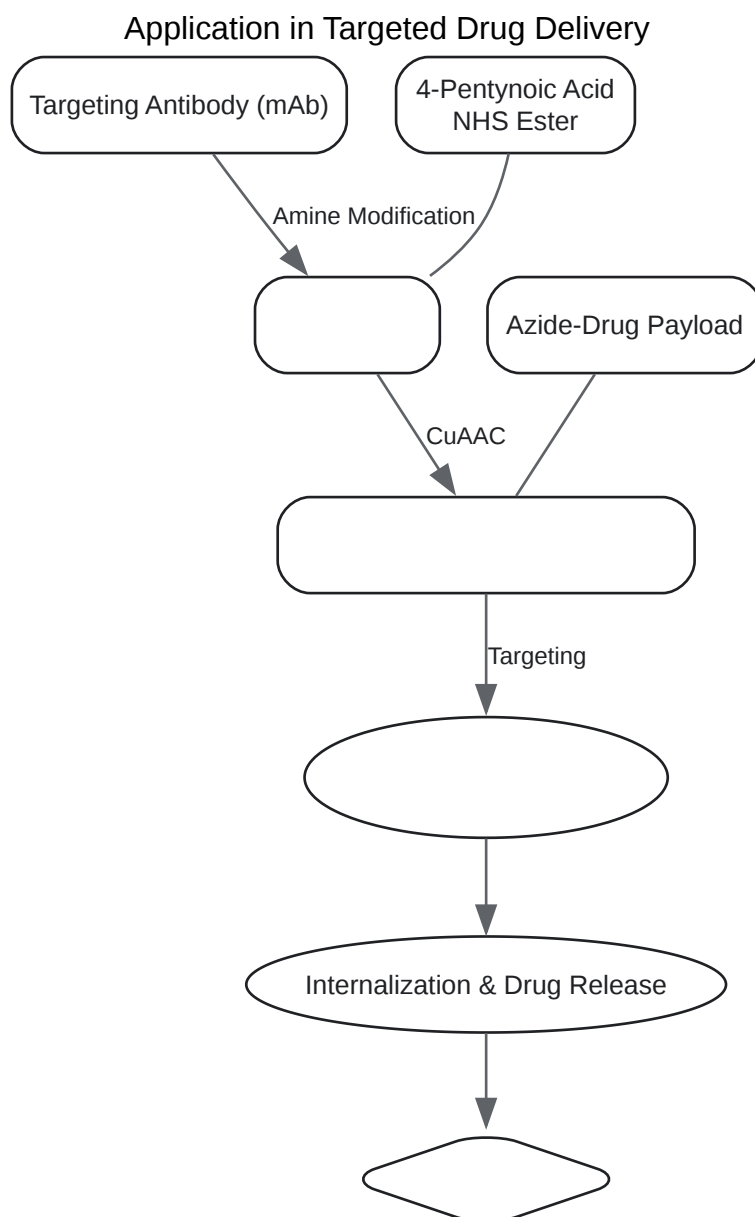 Application in Targeted Drug Delivery
Targeting Antibody (mAb)
4-Pentynoic Acid
NHS Ester
Amine Modification
Azide-Drug Payload
CuAAC
Targeting
Internalization & Drug Release